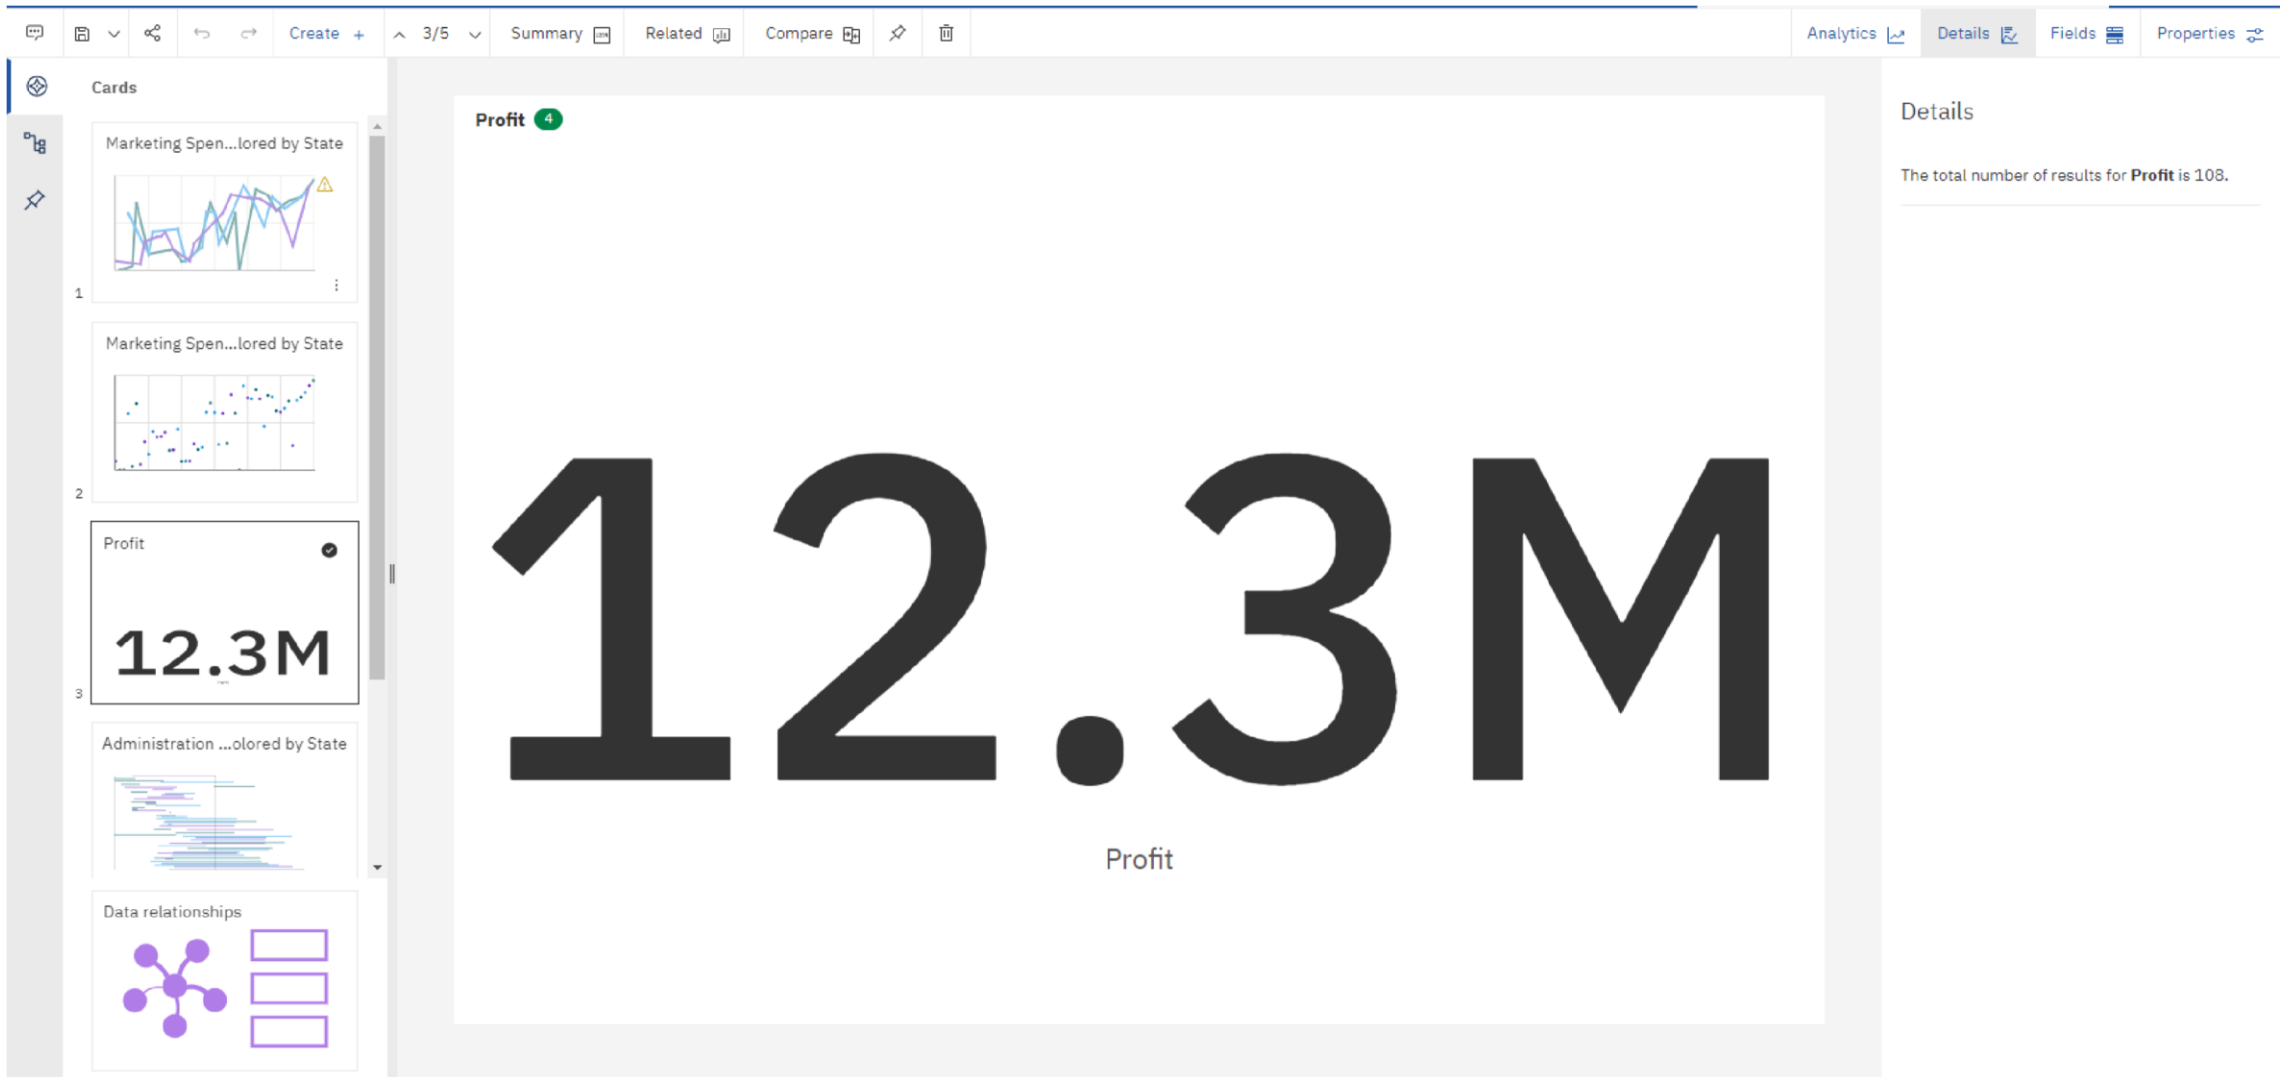 Create +
3/5
Summary
Related
Compare
Analytics
Details
Fields
Properties
Cards
Marketing Spen...lored by State
1
Marketing Spen...lored by State
2
Profit
12.3M
3
Administration ...olored by State
Data relationships
Profit 4
12.3M
Profit
Details
The total number of results for Profit is 108.